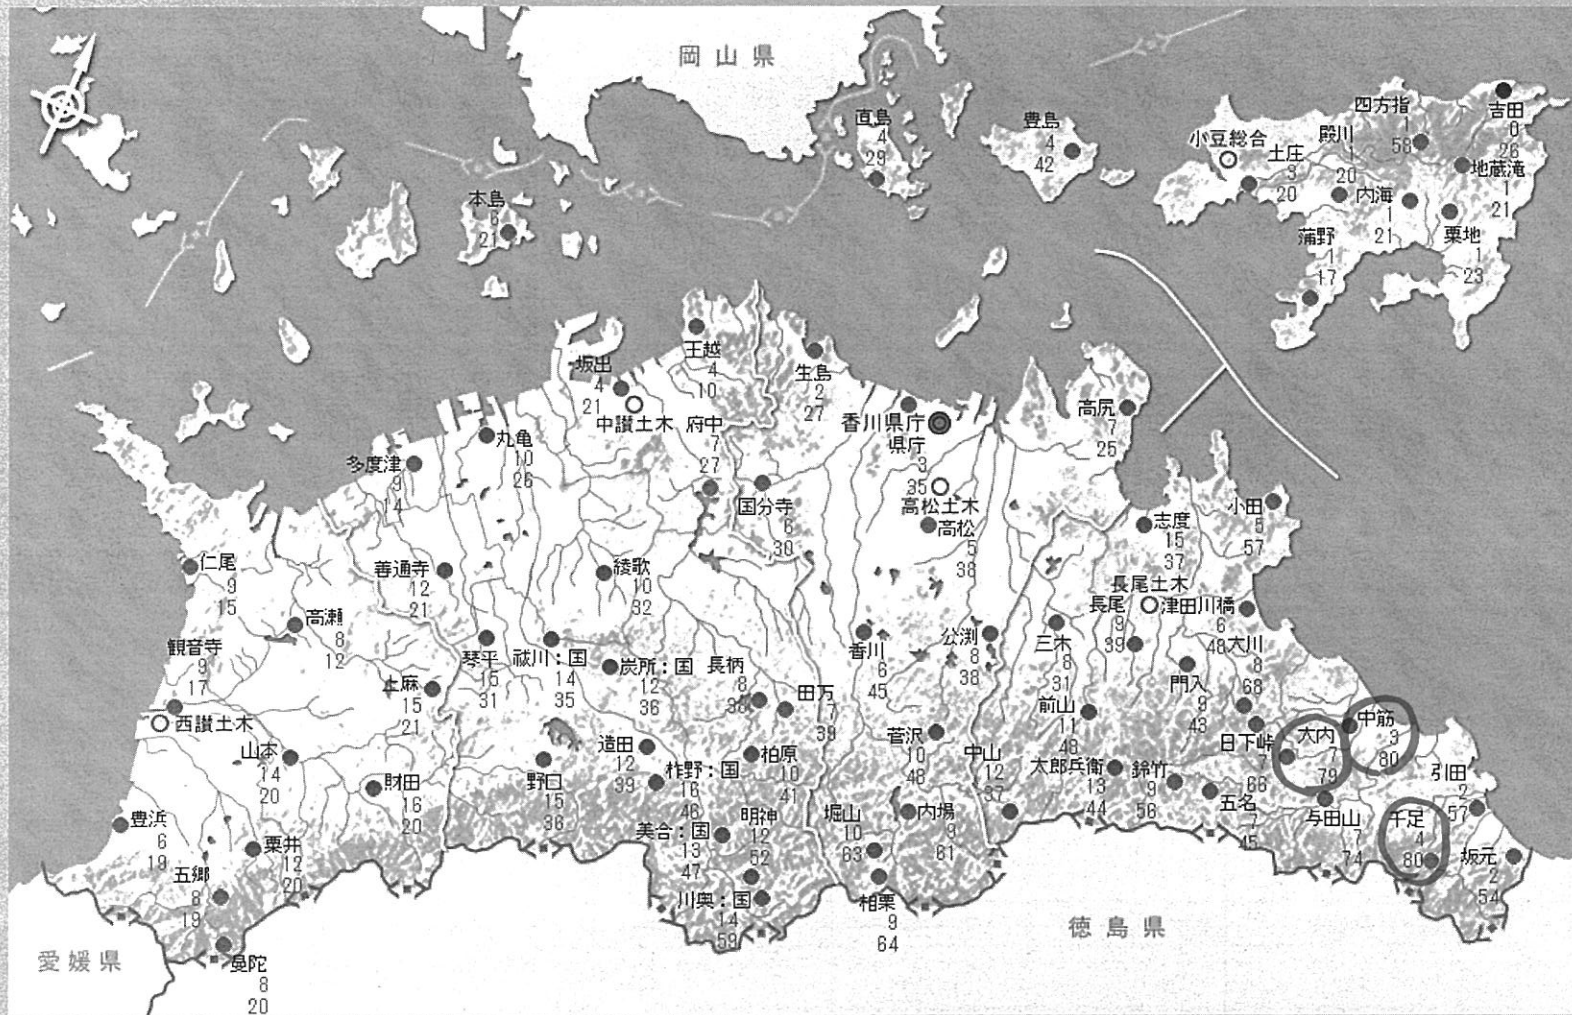 岡山県
直島
4
29
豊島
4
42
小豆総合
土庄
3
20
殿川
1
20
四方指
1
58
吉田
0
26
地蔵滝
1
21
内海
1
21
粟地
1
23
蒲野
1
17
本島
6
21
王越
4
10
生島
2
27
坂出
4
21
中讃土木
府中
7
27
香川県庁
県庁
3
35
高尻
7
25
丸亀
10
26
多度津
9
14
国分寺
6
30
高松土木
高松
5
38
志度
15
37
小田
5
57
仁尾
9
15
善通寺
12
21
綾歌
10
32
長尾土木
長尾
9
39
津田川橋
6
48
大川
8
68
高瀬
8
12
観音寺
9
17
西讃土木
琴平
15
31
祓川:国
14
35
炭所:国
12
36
長柄
8
38
田万
7
39
香川
6
45
公渕
8
38
三木
8
31
門入
9
43
上麻
15
21
前山
11
48
山本
14
20
財田
16
20
野口
15
36
造田
12
39
柞野:国
16
46
柏原
10
41
菅沢
10
48
中山
12
37
太郎兵衛
13
44
鈴竹
9
56
五名
7
45
日下峠
7
66
大内
7
79
中筋
3
80
引田
2
57
与田山
7
74
千足
4
80
坂元
2
54
豊浜
6
19
粟井
12
20
五郷
8
19
美合:国
13
47
明神
12
52
堀山
10
63
内場
61
川奥:国
14
59
柏栗
9
64
曼陀
8
20
愛媛県
徳島県